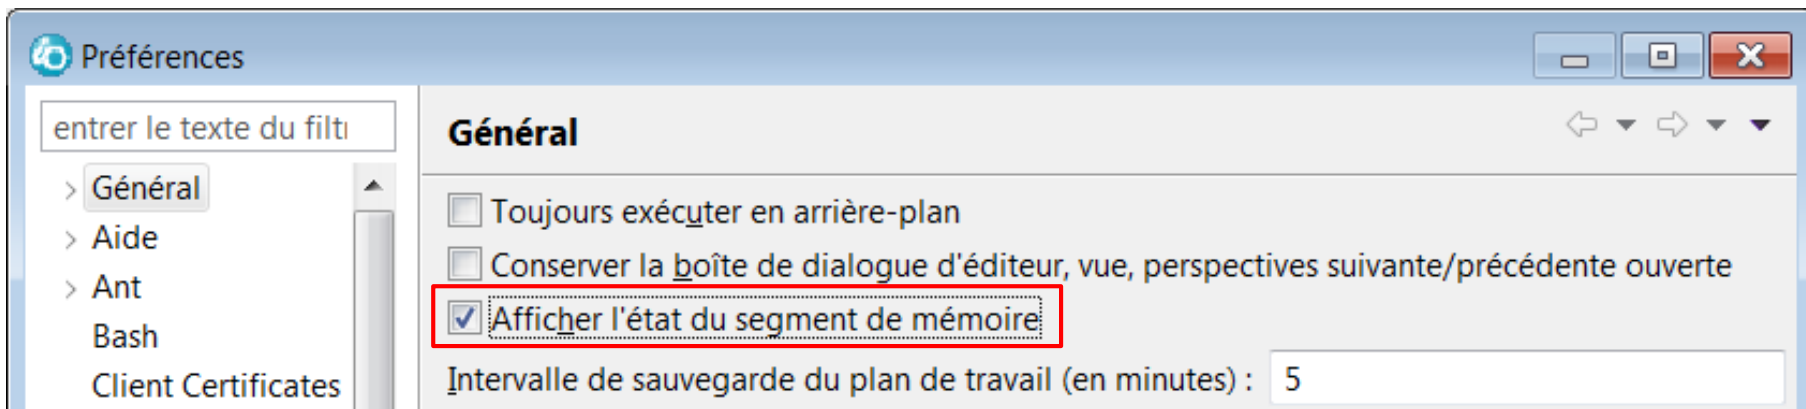 Préférences
entrer le texte du filtr
Général
Aide
Ant
Bash
Client Certificates
Général
Toujours exécuter en arrière-plan
Conserver la boîte de dialogue d'éditeur, vue, perspectives suivante/précédente ouverte
Afficher l'état du segment de mémoire
Intervalle de sauvegarde du plan de travail (en minutes) : 5